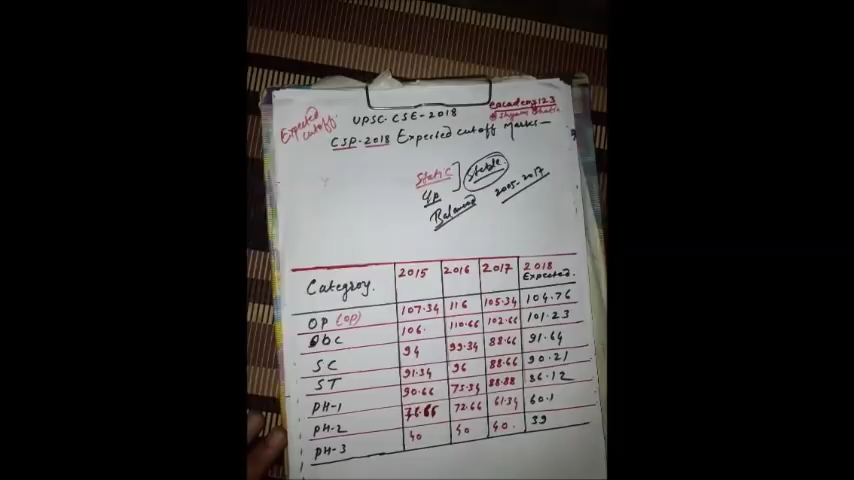 Expected
cutoff.
UPSC-CSE-2018
eacademy123
CSP-2018 Expected cutoff Marks-
Static
Up
Balanced
Stable
2005-2017
Categroy. 2015 2016 2017 2018 Expected.
OP (OP) 107.34 116 105.34 104.76
Obc 106. 110.66 102.66 101.23
SC 94 99.34 88.66 91.64
ST 91.34 96 88.66 90.21
PH-1 90.66 75.34 88.88 86.12
PH-2 76.66 72.66 61.34 60.1
PH-3 40 40 40. 39